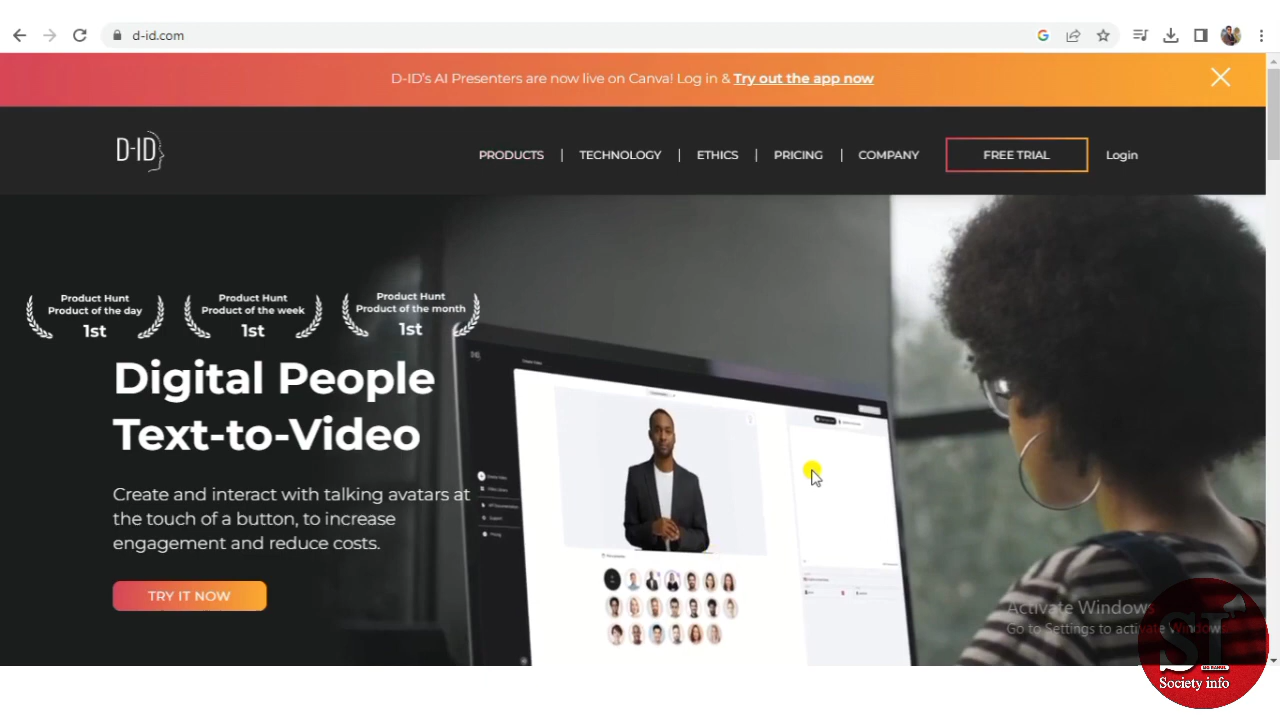 d-id.com
D-ID's AI Presenters are now live on Canva! Log in & Try out the app now
D-ID
PRODUCTS | TECHNOLOGY | ETHICS | PRICING | COMPANY
FREE TRIAL
Login
Product Hunt
Product of the day
1st
Product Hunt
Product of the week
1st
Product Hunt
Product of the month
1st
Digital People
Text-to-Video
Create and interact with talking avatars at
the touch of a button, to increase
engagement and reduce costs.
TRY IT NOW
Activate Windows
Go to Settings to activate Windows.
SI
Society info